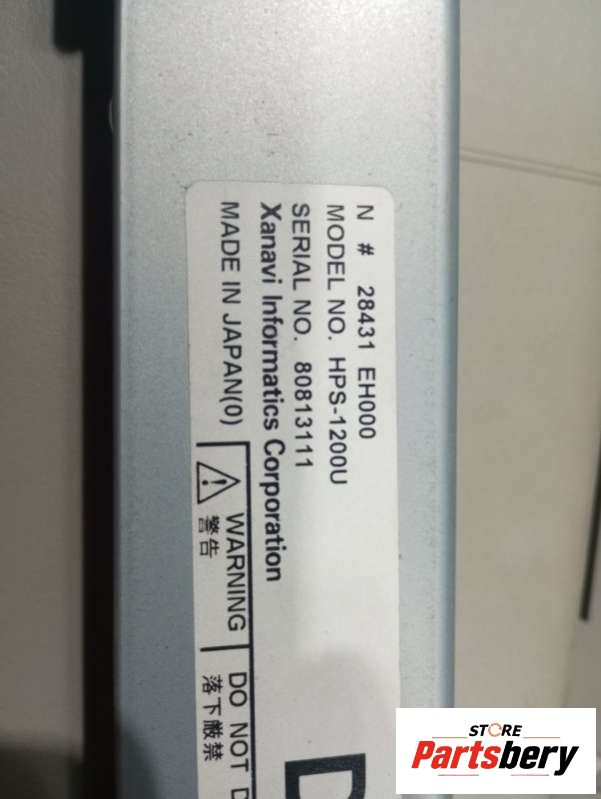 N # 28431 EH000
MODEL NO. HPS-1200U
SERIAL NO. 80813111
Xanavi Informatics Corporation
MADE IN JAPAN(0)
WARNING
警告
DO NOT
落下厳禁
STORE
Partsbery